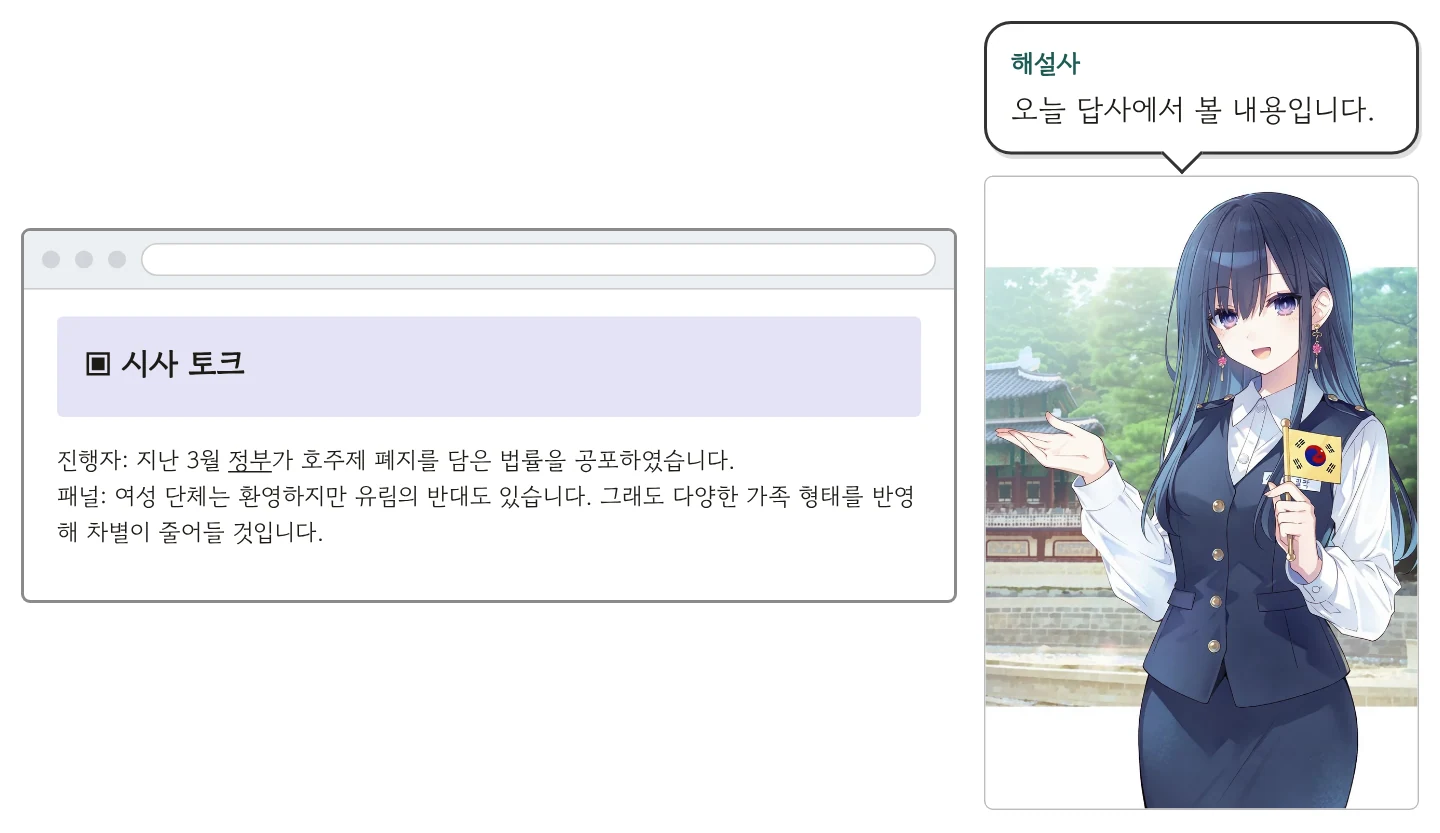 해설사
오늘 답사에서 볼 내용입니다.
▣ 시사 토크
진행자: 지난 3월 정부가 호주제 폐지를 담은 법률을 공포하였습니다.
패널: 여성 단체는 환영하지만 유림의 반대도 있습니다. 그래도 다양한 가족 형태를 반영
해 차별이 줄어들 것입니다.